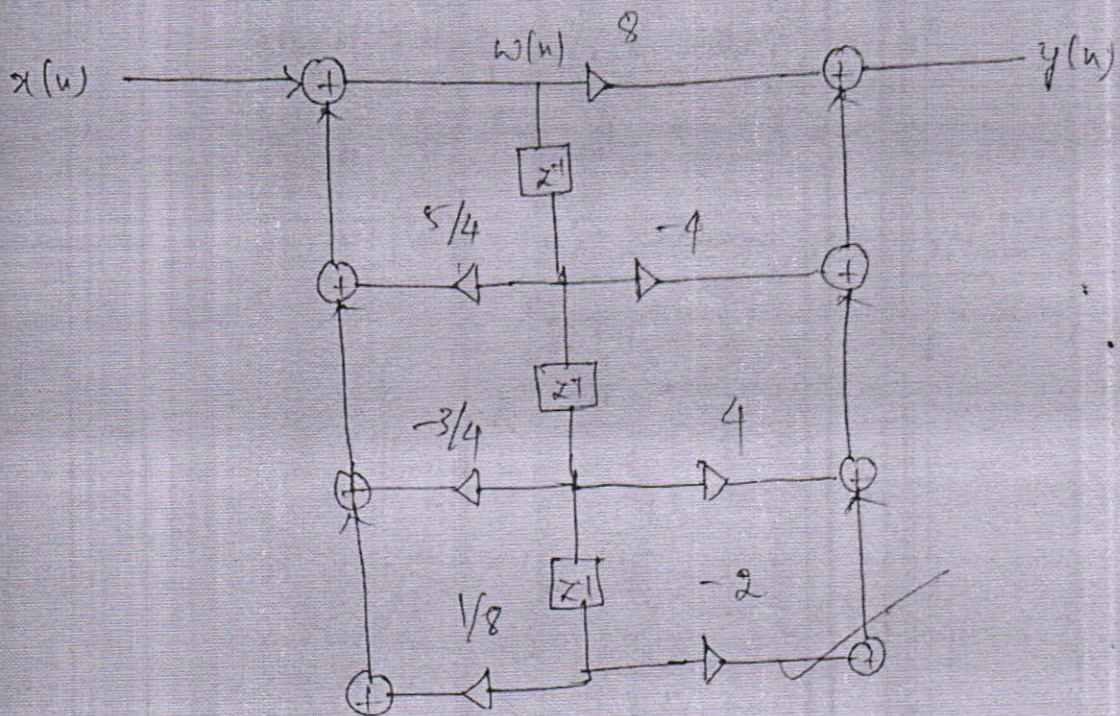 x(n) + w(n) 8 + y(n)
z⁻¹
+ 5/4 -4 +
z⁻¹
+ -3/4 4 +
z⁻¹
+ 1/8 -2 +